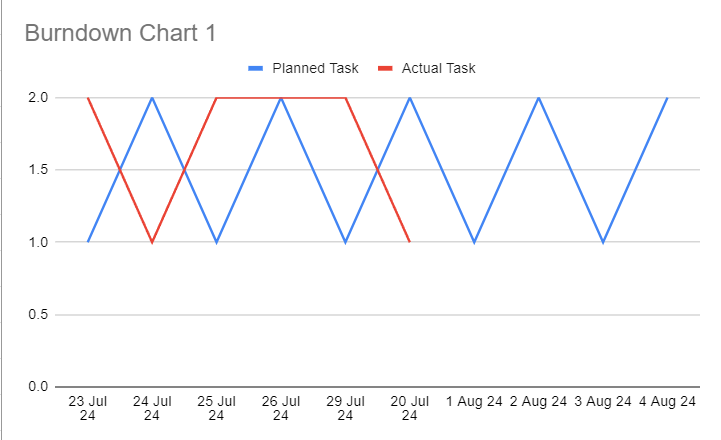 Burndown Chart 1
Planned Task Actual Task
2.0
1.5
1.0
0.5
0.0
23 Jul 24 Jul 25 Jul 26 Jul 29 Jul 20 Jul 1 Aug 24 2 Aug 24 3 Aug 24 4 Aug 24
24 24 24 24 24 24